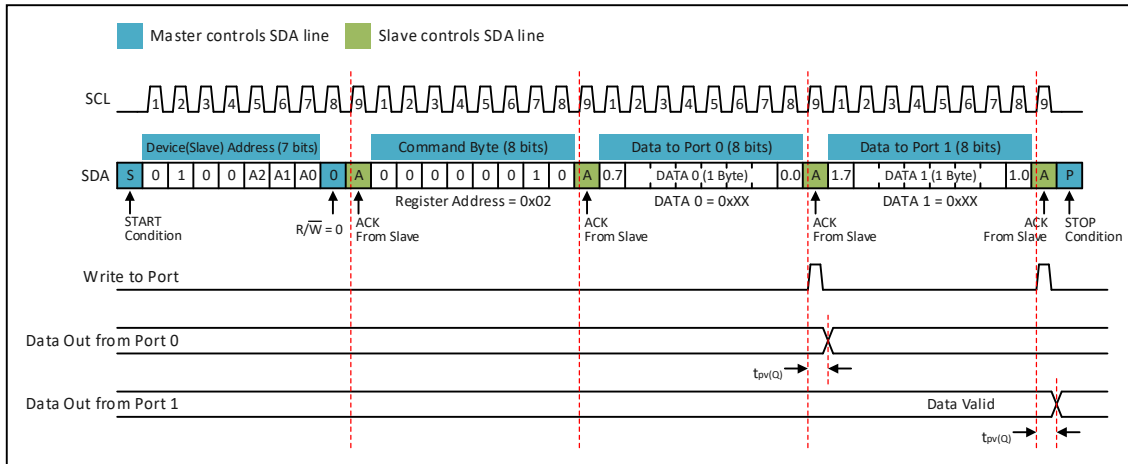 Master controls SDA line Slave controls SDA line
SCL 1 2 3 4 5 6 7 8 9 1 2 3 4 5 6 7 8 9 1 2 3 4 5 6 7 8 9 1 2 3 4 5 6 7 8 9
Device(Slave) Address (7 bits) Command Byte (8 bits) Data to Port 0 (8 bits) Data to Port 1 (8 bits)
SDA S 0 1 0 0 A2 A1 A0 0 A 0 0 0 0 0 0 1 0 A 0.7 DATA 0 (1 Byte) 0.0 A 1.7 DATA 1 (1 Byte) 1.0 A P
Register Address = 0x02 DATA 0 = 0xXX DATA 1 = 0xXX
START
Condition
R/W̅ = 0
ACK
From Slave
ACK
From Slave
ACK
From Slave
ACK
From Slave
STOP
Condition
Write to Port
Data Out from Port 0
tpv(Q)
Data Out from Port 1 Data Valid
tpv(Q)